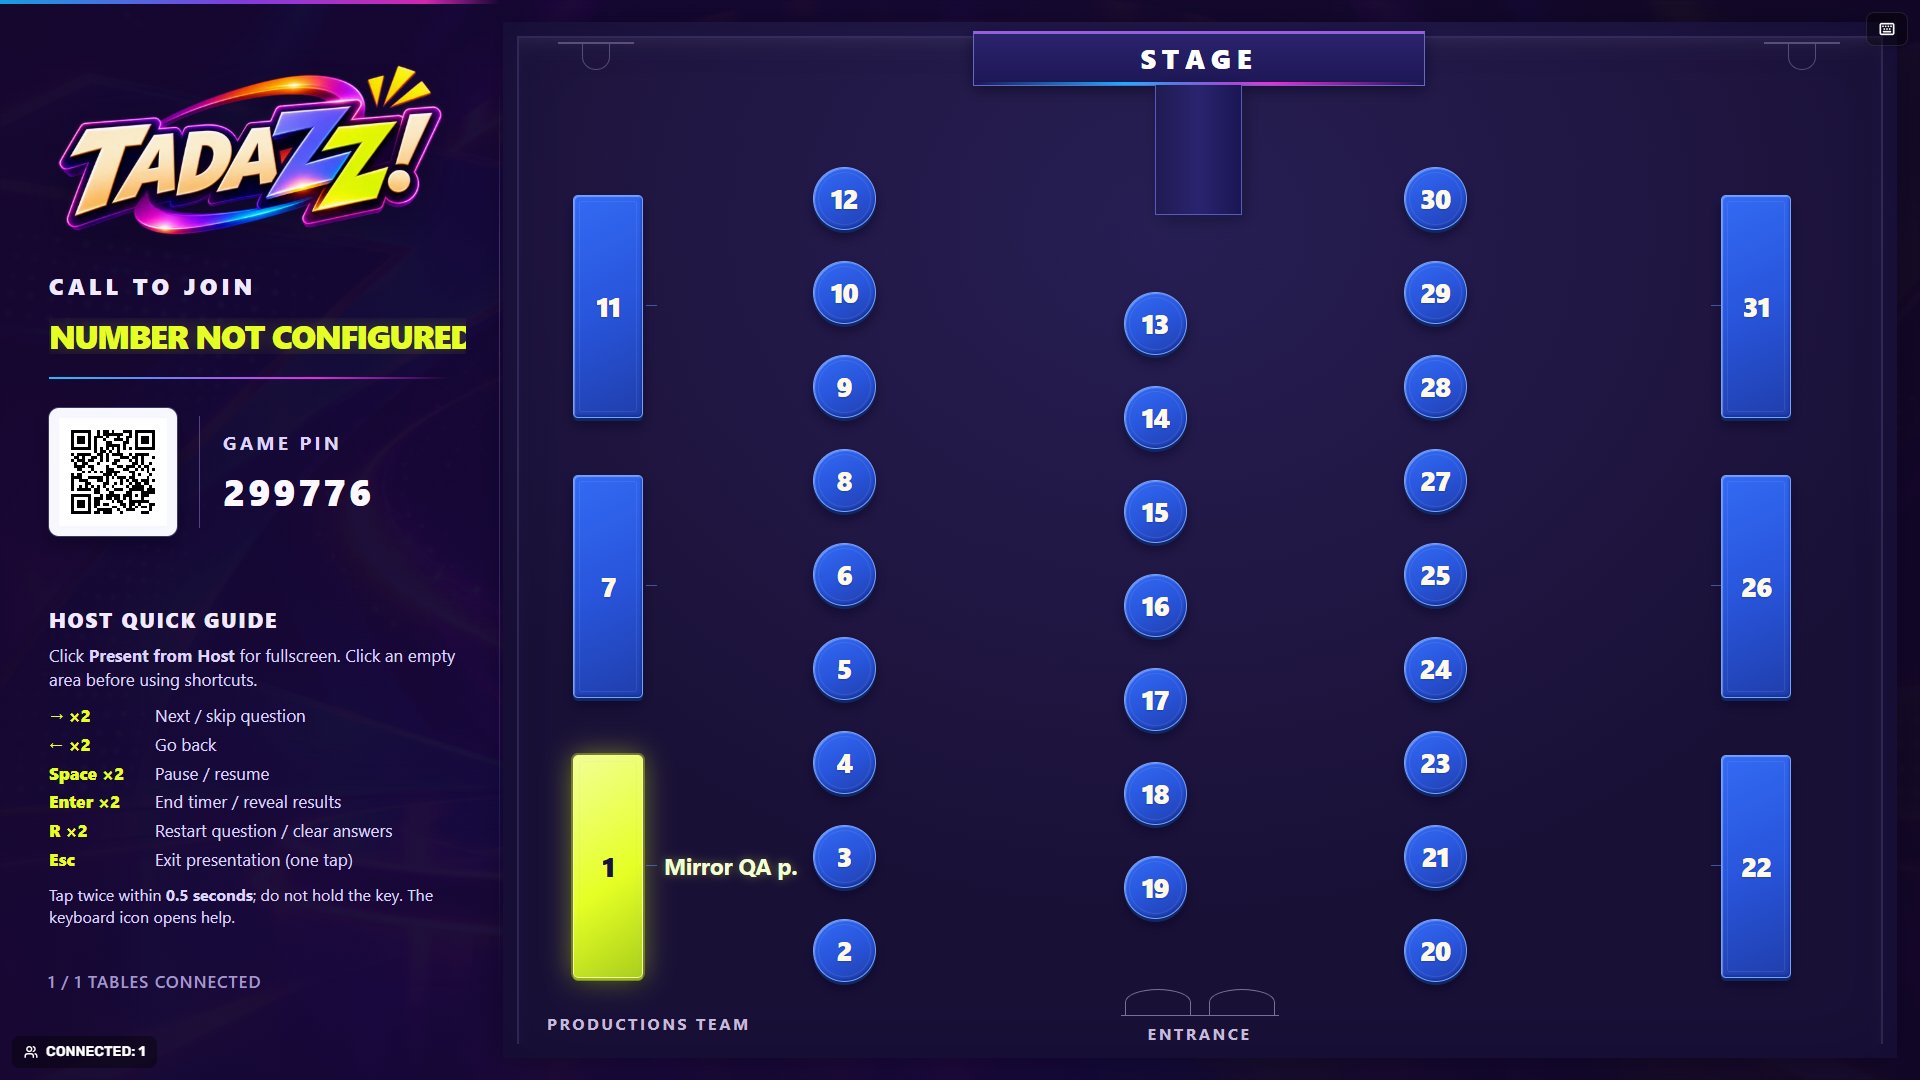 TADAZZ!
CALL TO JOIN
NUMBER NOT CONFIGURED
GAME PIN
299776
HOST QUICK GUIDE
Click Present from Host for fullscreen. Click an empty
area before using shortcuts.
→ ×2 Next / skip question
← ×2 Go back
Space ×2 Pause / resume
Enter ×2 End timer / reveal results
R ×2 Restart question / clear answers
Esc Exit presentation (one tap)
Tap twice within 0.5 seconds; do not hold the key. The
keyboard icon opens help.
1 / 1 TABLES CONNECTED
CONNECTED: 1
STAGE
12
30
11
10
29
31
13
9
28
14
8
27
15
7
6
25
26
16
5
24
17
4
23
18
1
Mirror QA p.
3
21
22
19
2
20
PRODUCTIONS TEAM
ENTRANCE